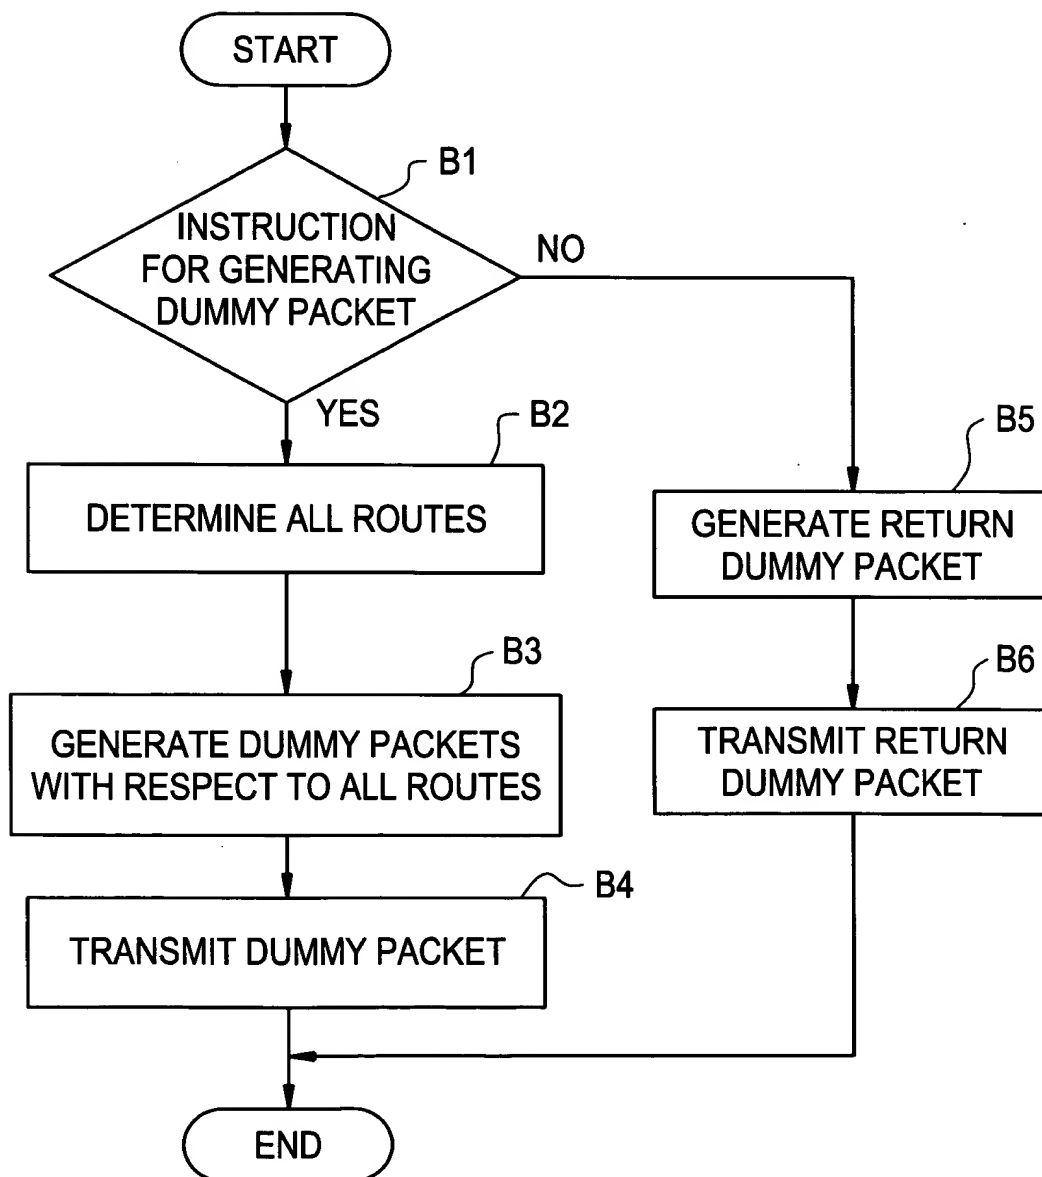 START
B1
INSTRUCTION
FOR GENERATING
DUMMY PACKET
NO
YES
B2
DETERMINE ALL ROUTES
B5
GENERATE RETURN
DUMMY PACKET
B3
GENERATE DUMMY PACKETS
WITH RESPECT TO ALL ROUTES
B6
TRANSMIT RETURN
DUMMY PACKET
B4
TRANSMIT DUMMY PACKET
END